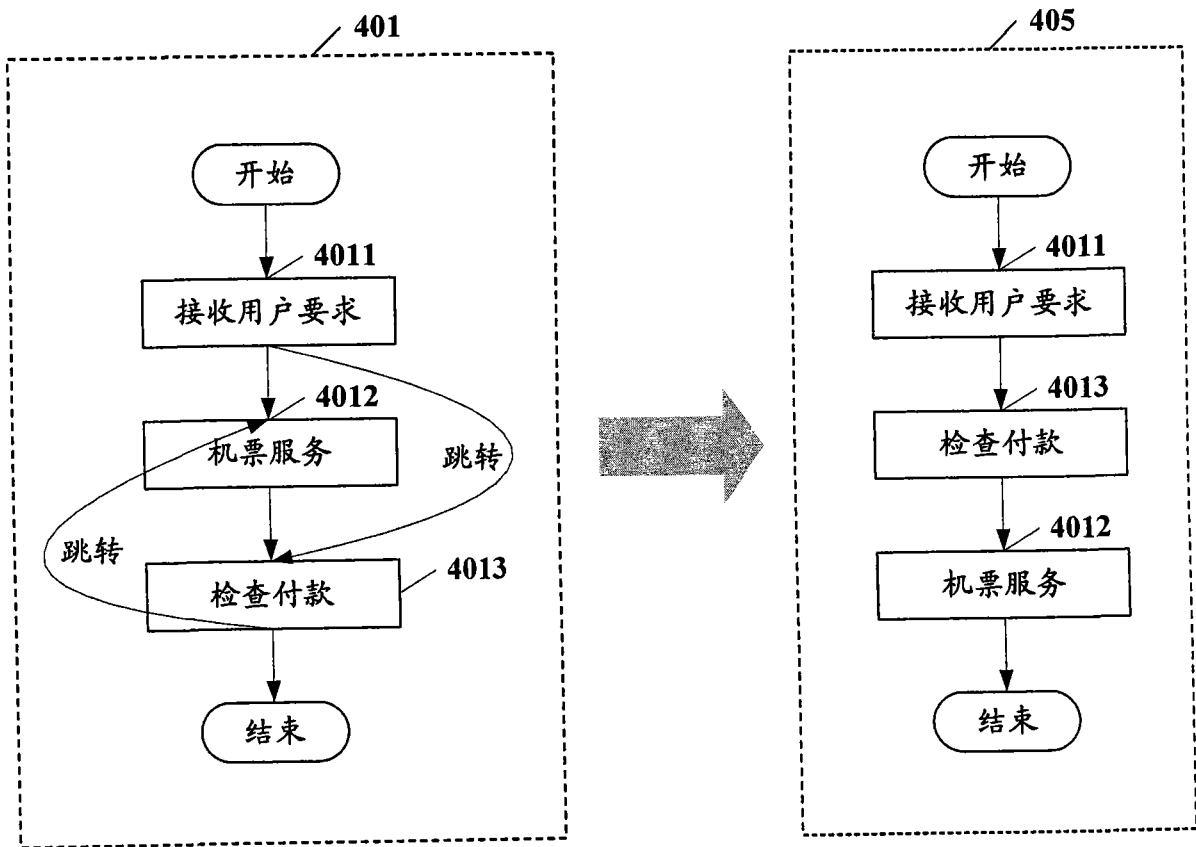 401
开始
4011
接收用户要求
4012
机票服务
跳转
跳转
检查付款
4013
结束
405
开始
4011
接收用户要求
4013
检查付款
4012
机票服务
结束